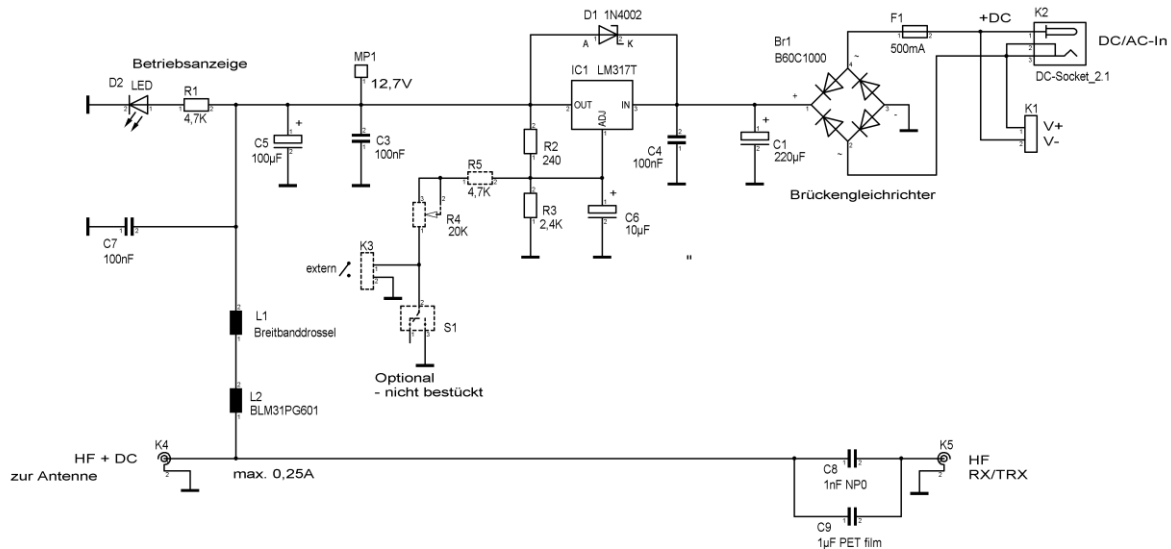 D1 1N4002
A
K
F1
500mA
+DC
K2
DC/AC-In
DC-Socket_2.1
Br1
B60C1000
Betriebsanzeige
D2
LED
R1
4,7K
MP1
12,7V
IC1 LM317T
OUT
IN
ADJ
1
2
3
4
+
-
~
~
K1
V+
V-
C5
100µF
+
C3
100nF
R2
240
C4
100nF
C1
220µF
+
Brückengleichrichter
R5
4,7K
R4
20K
R3
2,4K
C6
10µF
+
"
C7
100nF
K3
extern
S1
L1
Breitbanddrossel
Optional
- nicht bestückt
L2
BLM31PG601
HF + DC
zur Antenne
K4
max. 0,25A
C8
1nF NP0
C9
1µF PET film
K5
HF
RX/TRX